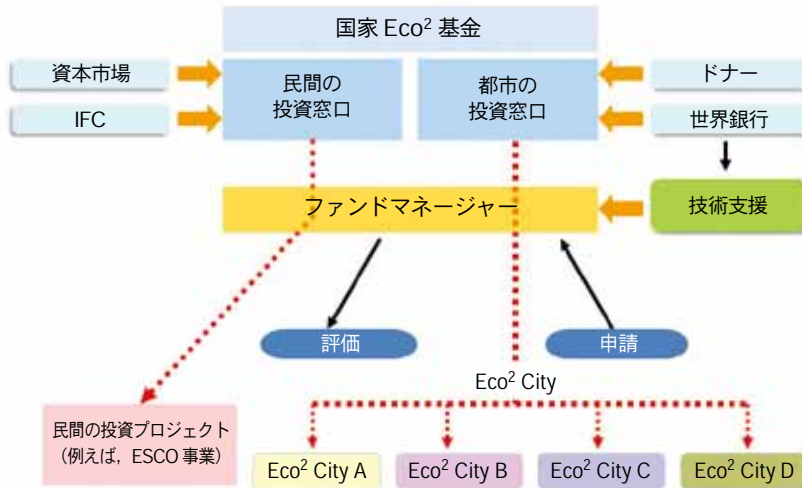 国家 Eco² 基金
資本市場
IFC
民間の
投資窓口
都市の
投資窓口
ドナー
世界銀行
ファンドマネージャー
技術支援
評価
申請
Eco² City
民間の投資プロジェクト
（例えば，ESCO 事業）
Eco² City A
Eco² City B
Eco² City C
Eco² City D